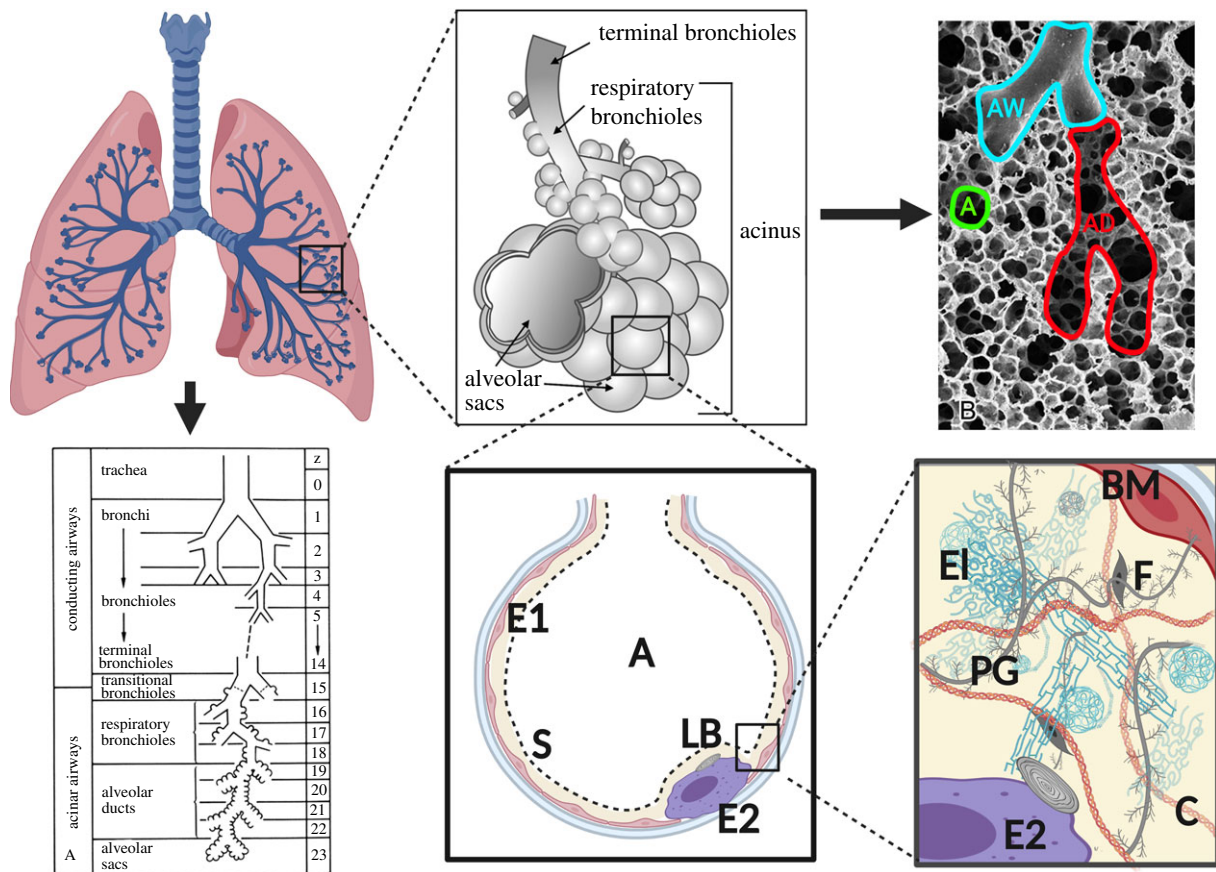 terminal bronchioles
respiratory
bronchioles
acinus
alveolar
sacs
AW
A
AD
B
conducting airways
acinar airways
A
z
trachea
0
bronchi
1
2
3
bronchioles
4
5
terminal
bronchioles
14
transitional
bronchioles
15
respiratory
bronchioles
16
17
18
alveolar
ducts
19
20
21
22
alveolar
sacs
23
E1
A
S
LB
E2
BM
El
F
PG
C
E2